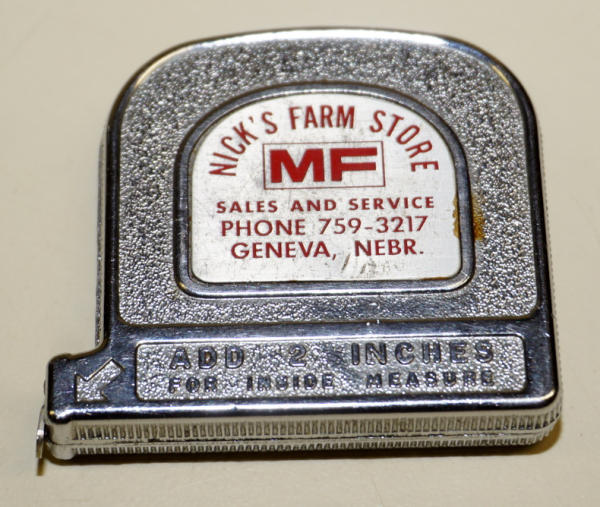 NICK'S FARM STORE
MF
SALES AND SERVICE
PHONE 759-3217
GENEVA, NEBR.
ADD 2 INCHES
FOR INSIDE MEASURE